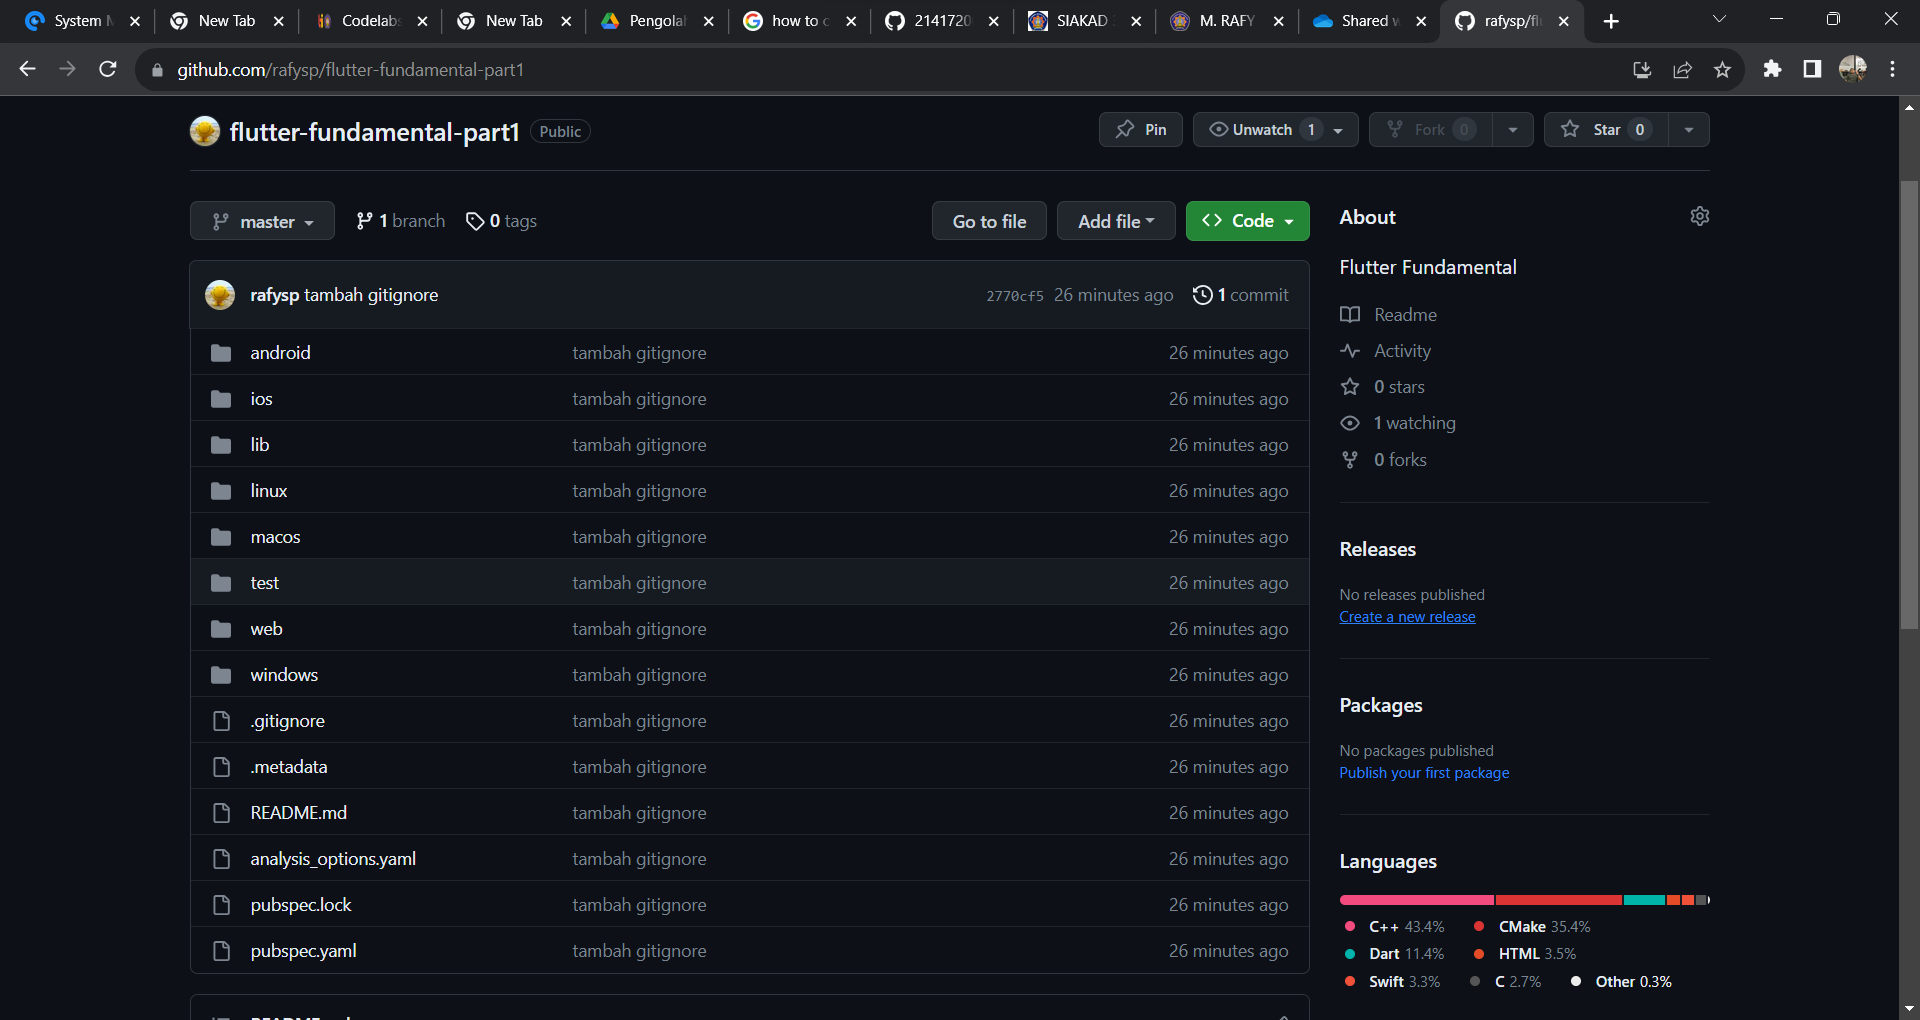 System New Tab Codelabs New Tab Pengolah how to 2141720 SIAKAD M. RAFY Shared rafysp/fl
github.com/rafysp/flutter-fundamental-part1
flutter-fundamental-part1 Public Pin Unwatch 1 Fork 0 Star 0
master 1 branch 0 tags Go to file Add file <> Code
rafysp tambah gitignore 2770cf5 26 minutes ago 1 commit
android tambah gitignore 26 minutes ago
ios tambah gitignore 26 minutes ago
lib tambah gitignore 26 minutes ago
linux tambah gitignore 26 minutes ago
macos tambah gitignore 26 minutes ago
test tambah gitignore 26 minutes ago
web tambah gitignore 26 minutes ago
windows tambah gitignore 26 minutes ago
.gitignore tambah gitignore 26 minutes ago
.metadata tambah gitignore 26 minutes ago
README.md tambah gitignore 26 minutes ago
analysis_options.yaml tambah gitignore 26 minutes ago
pubspec.lock tambah gitignore 26 minutes ago
pubspec.yaml tambah gitignore 26 minutes ago
About
Flutter Fundamental
Readme
Activity
0 stars
1 watching
0 forks
Releases
No releases published
Create a new release
Packages
No packages published
Publish your first package
Languages
C++ 43.4% CMake 35.4%
Dart 11.4% HTML 3.5%
Swift 3.3% C 2.7% Other 0.3%